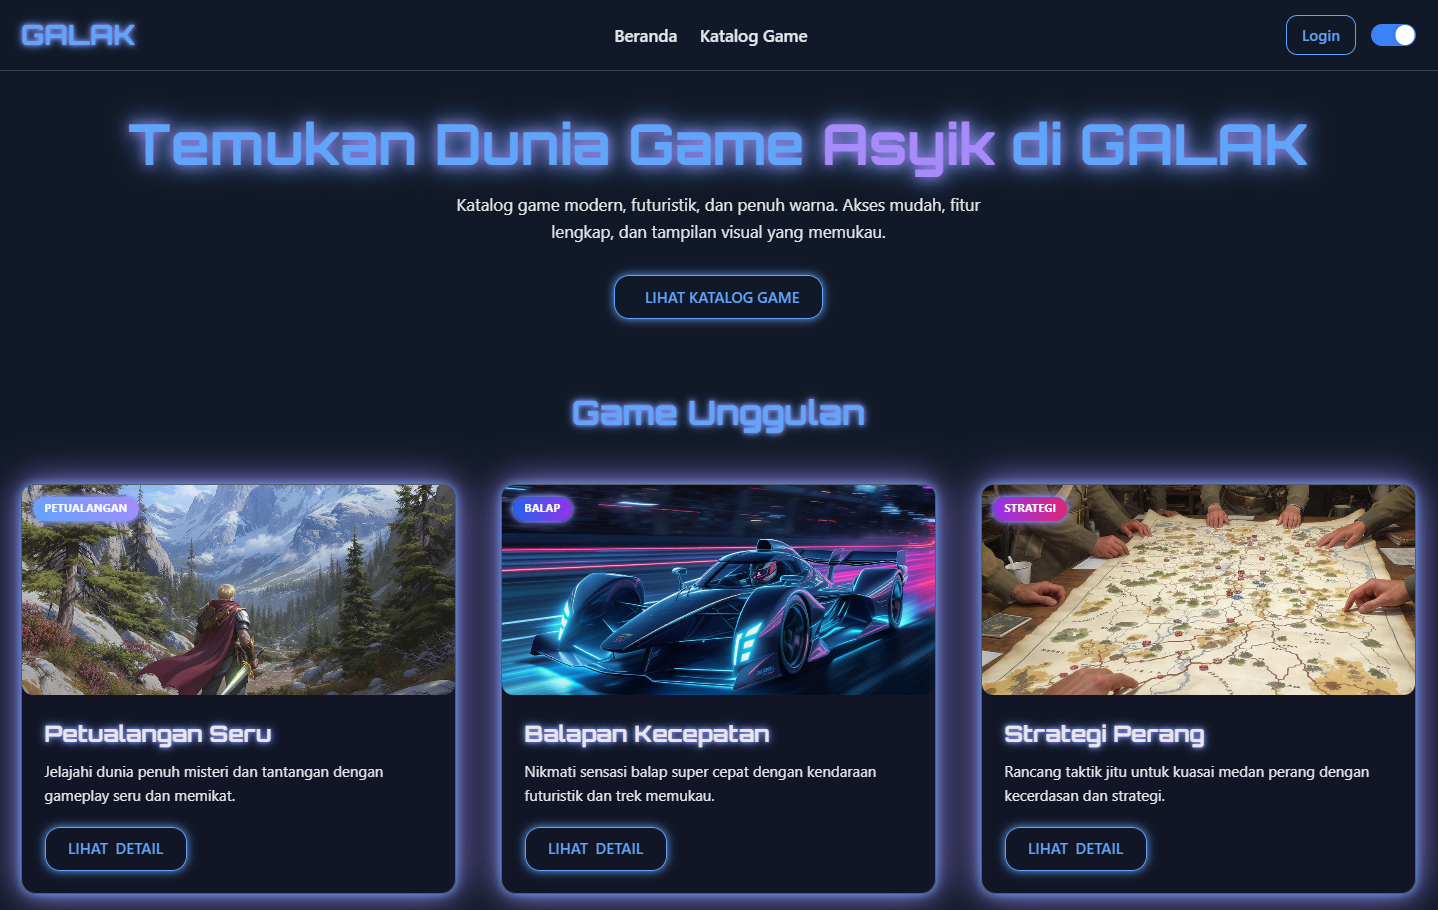 GALAK
Beranda
Katalog Game
Login
Temukan Dunia Game Asyik di GALAK
Katalog game modern, futuristik, dan penuh warna. Akses mudah, fitur
lengkap, dan tampilan visual yang memukau.
LIHAT KATALOG GAME
Game Unggulan
PETUALANGAN
Petualangan Seru
Jelajahi dunia penuh misteri dan tantangan dengan
gameplay seru dan memikat.
LIHAT DETAIL
BALAP
Balapan Kecepatan
Nikmati sensasi balap super cepat dengan kendaraan
futuristik dan trek memukau.
LIHAT DETAIL
STRATEGI
Strategi Perang
Rancang taktik jitu untuk kuasai medan perang dengan
kecerdasan dan strategi.
LIHAT DETAIL